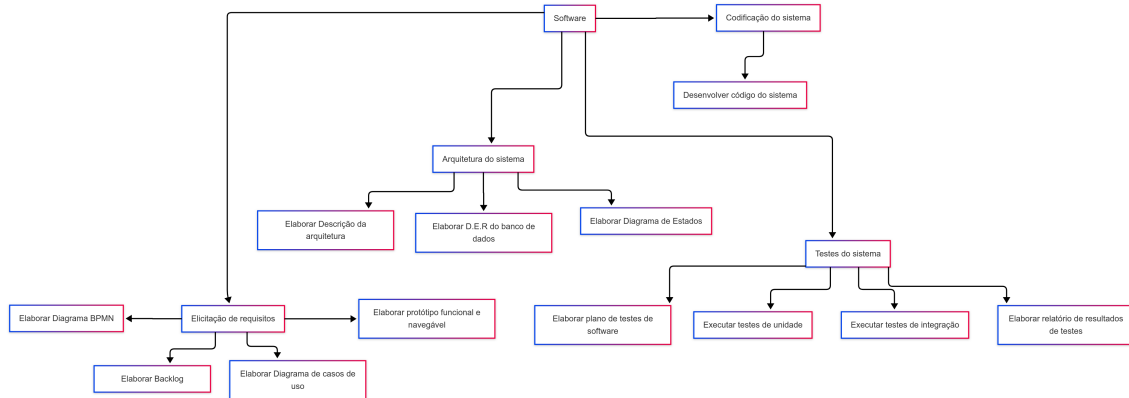 Software
Codificação do sistema
Desenvolver código do sistema
Arquitetura do sistema
Elaborar Descrição da
arquitetura
Elaborar D.E.R do banco de
dados
Elaborar Diagrama de Estados
Testes do sistema
Elaborar plano de testes de
software
Executar testes de unidade
Executar testes de integração
Elaborar relatório de resultados
de testes
Elaborar Diagrama BPMN
Elicitação de requisitos
Elaborar protótipo funcional e
navegável
Elaborar Backlog
Elaborar Diagrama de casos de
uso